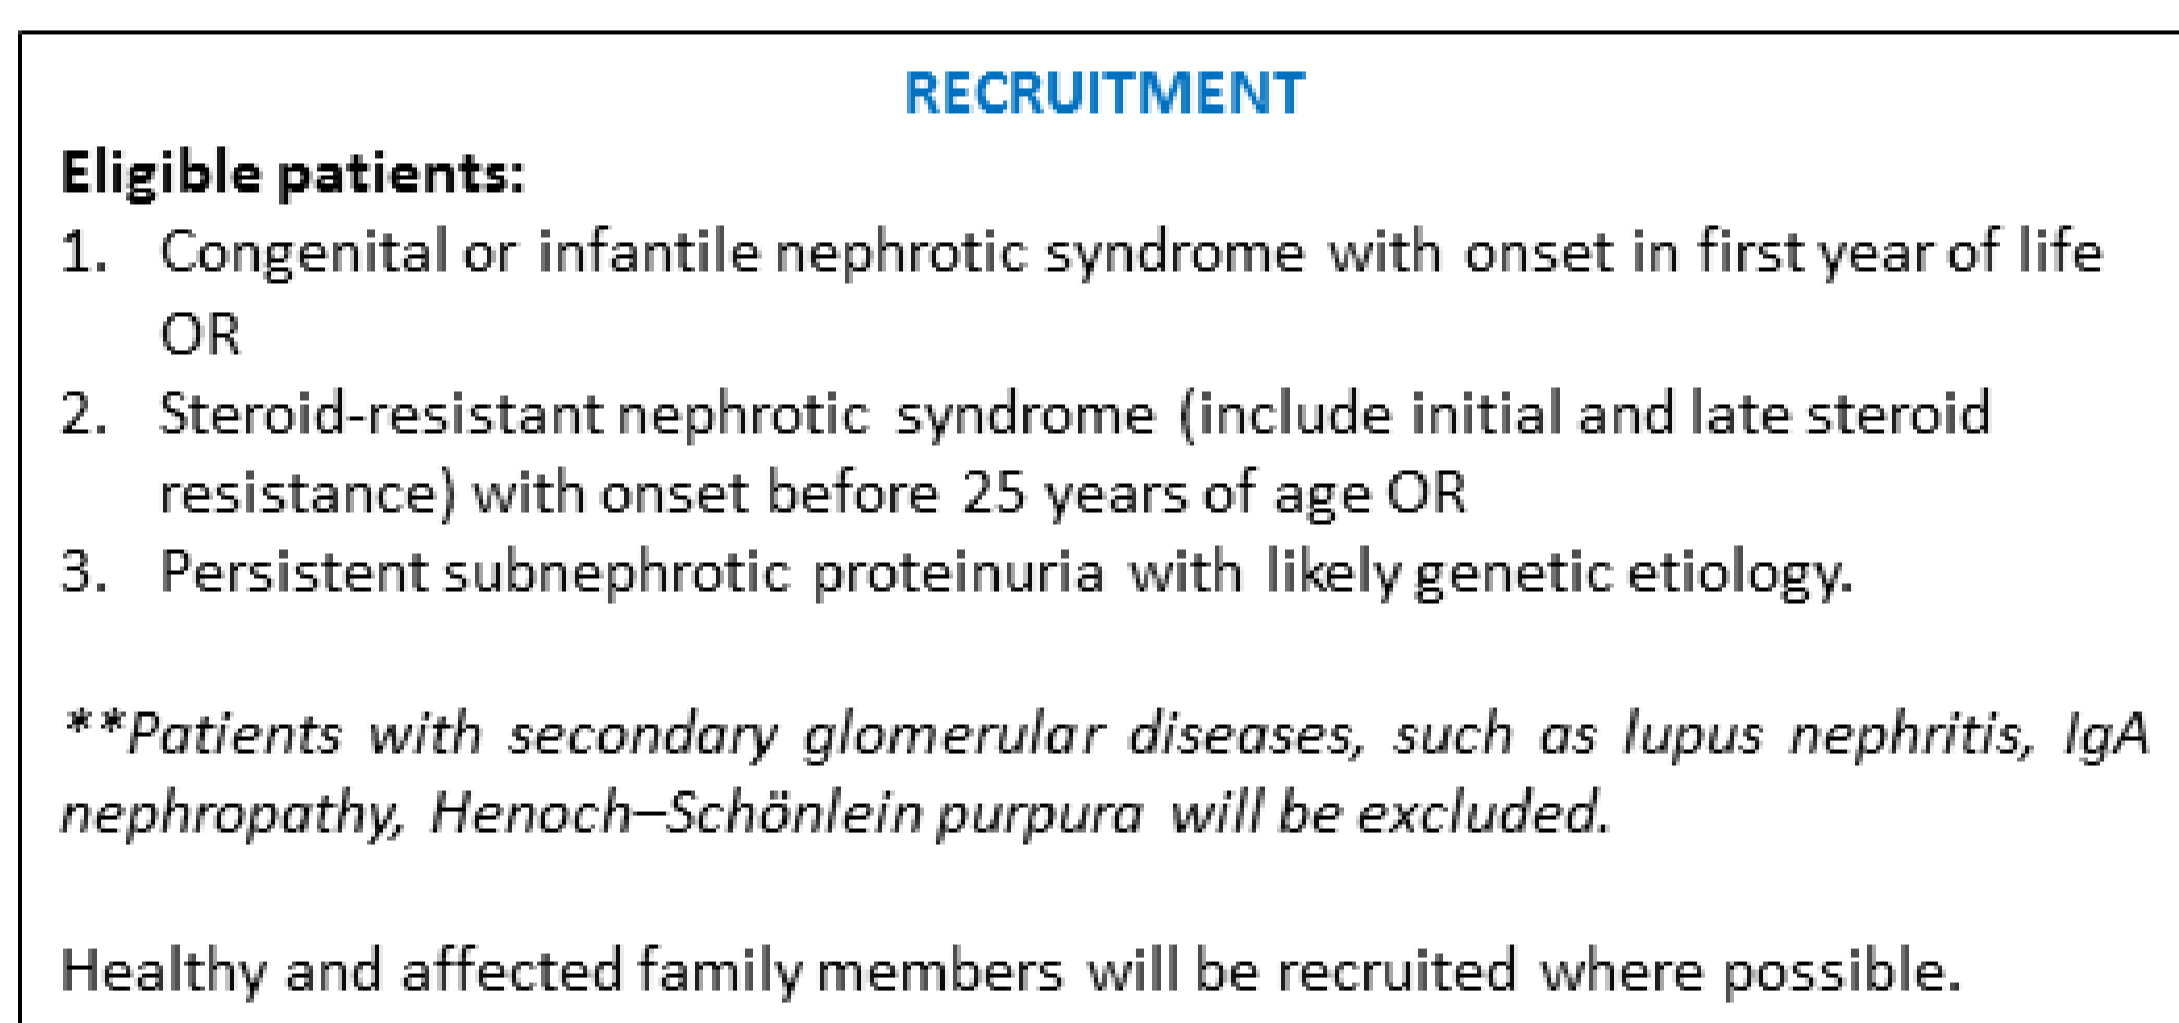 RECRUITMENT
Eligible patients:
1. Congenital or infantile nephrotic syndrome with onset in first year of life
OR
2. Steroid-resistant nephrotic syndrome (include initial and late steroid
resistance) with onset before 25 years of age OR
3. Persistent subnephrotic proteinuria with likely genetic etiology.
**Patients with secondary glomerular diseases, such as lupus nephritis, IgA
nephropathy, Henoch–Schönlein purpura will be excluded.
Healthy and affected family members will be recruited where possible.